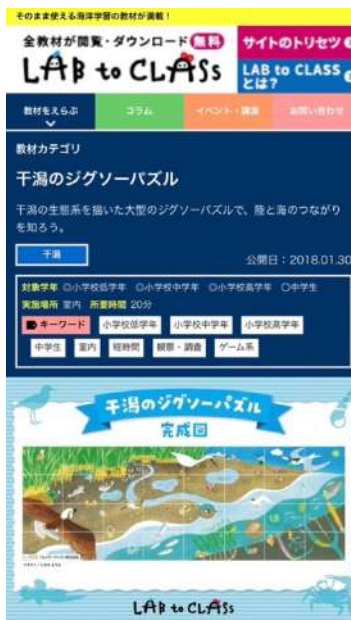 そのまま使える海洋学習の教材が満載！
全教材が閲覧・ダウンロード無料
LAB to CLASS
サイトのトリセツ
LAB to CLASS
とは？
教材をえらぶ
コラム
イベント・講座
お問い合わせ
教材カテゴリ
干潟のジグソーパズル
干潟の生態系を描いた大型のジグソーパズルで、陸と海のつながり
を知ろう。
干潟
公開日：2018.01.30
対象学年 ◎小学校低学年 ◎小学校中学年 ◎小学校高学年 〇中学生
実施場所 室内 所要時間 20分
キーワード 小学校低学年 小学校中学年 小学校高学年
中学生 室内 短時間 観察・調査 ゲーム系
干潟のジグソーパズル
完成図
LAB to CLASS